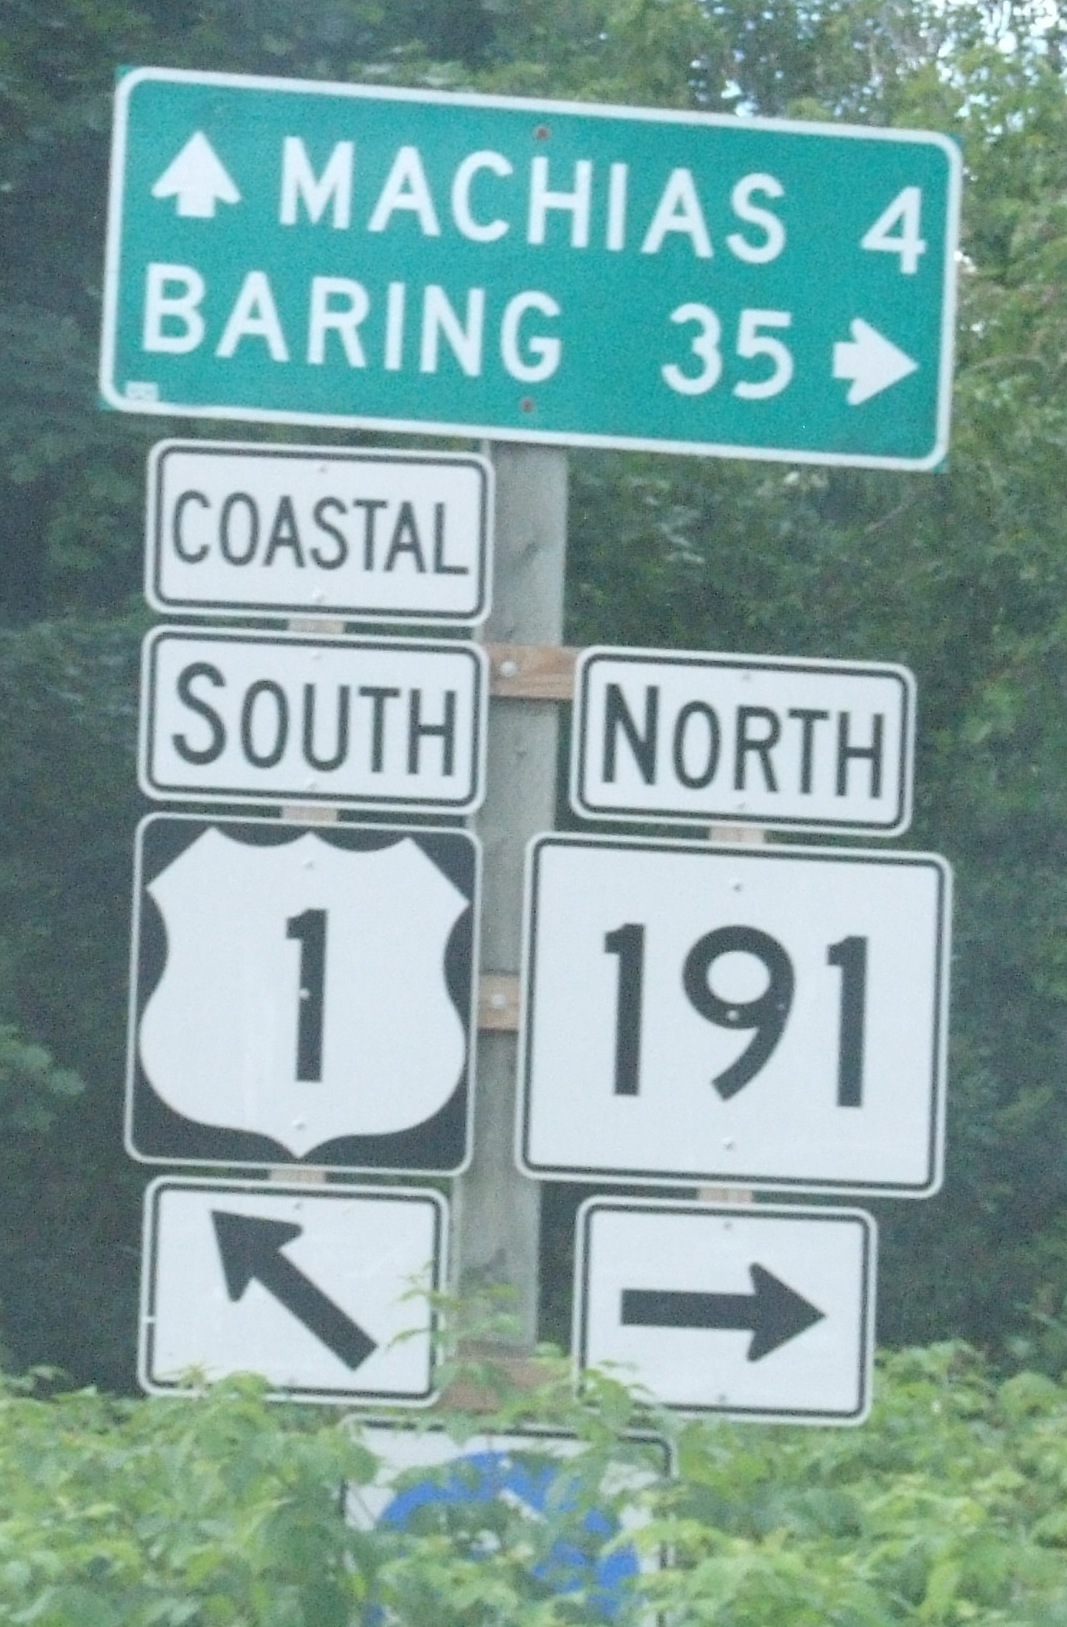 MACHIAS 4
BARING 35
COASTAL
SOUTH
NORTH
1
191